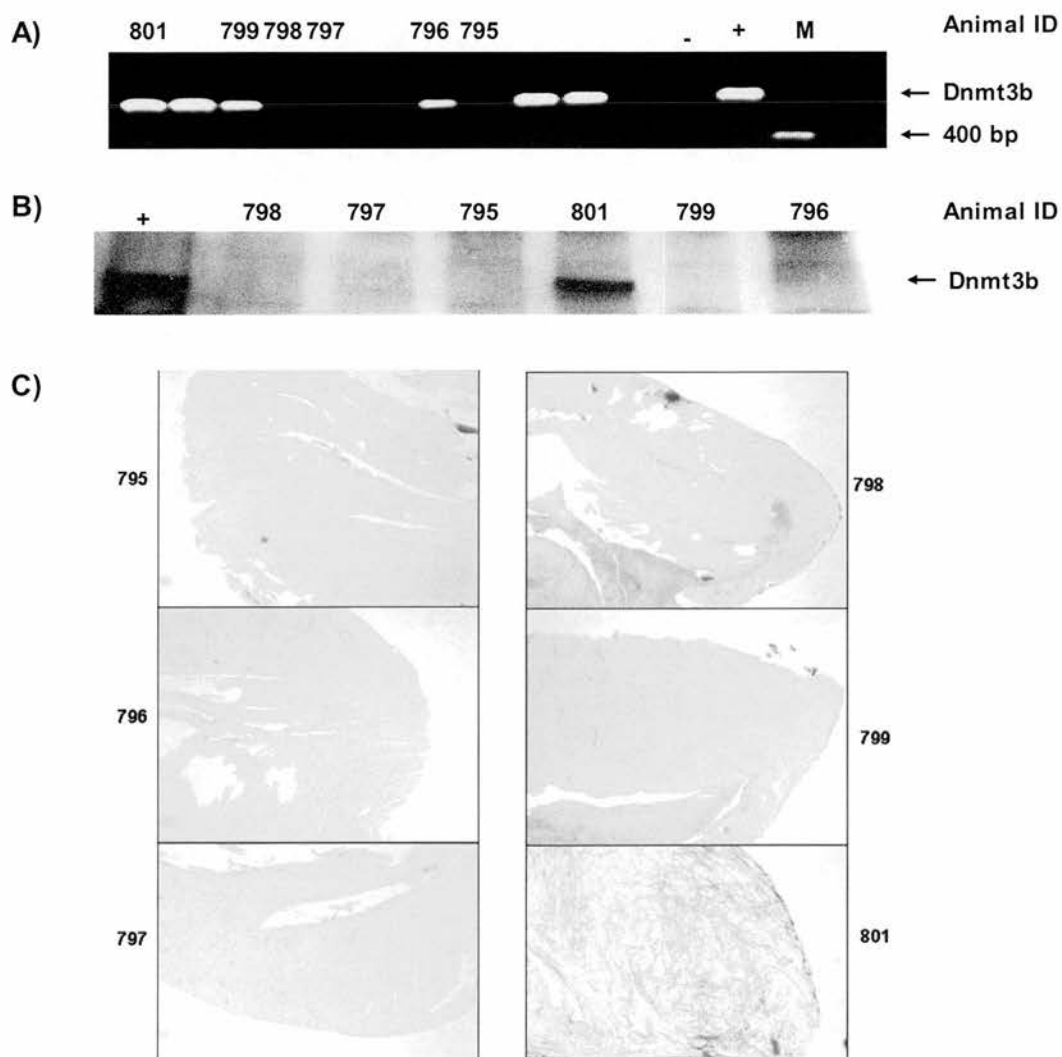 A) 801 799 798 797 796 795 - + M Animal ID
← Dnmt3b
← 400 bp
B) + 798 797 795 801 799 796 Animal ID
← Dnmt3b
C)
795 798
796 799
797 801